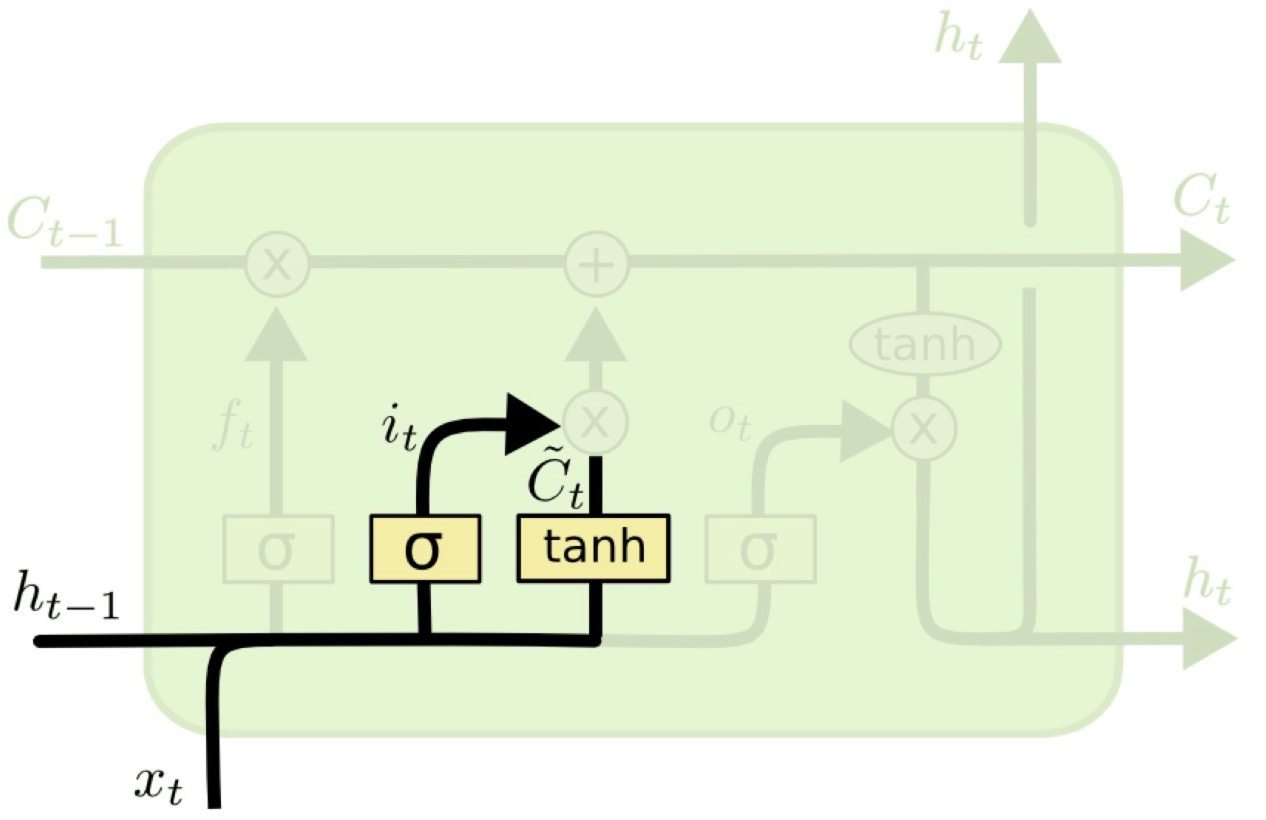 h_t
C_{t-1}
C_t
x
+
tanh
f_t
i_t
x
o_t
x
C̃_t
σ
σ
tanh
σ
h_{t-1}
h_t
x_t